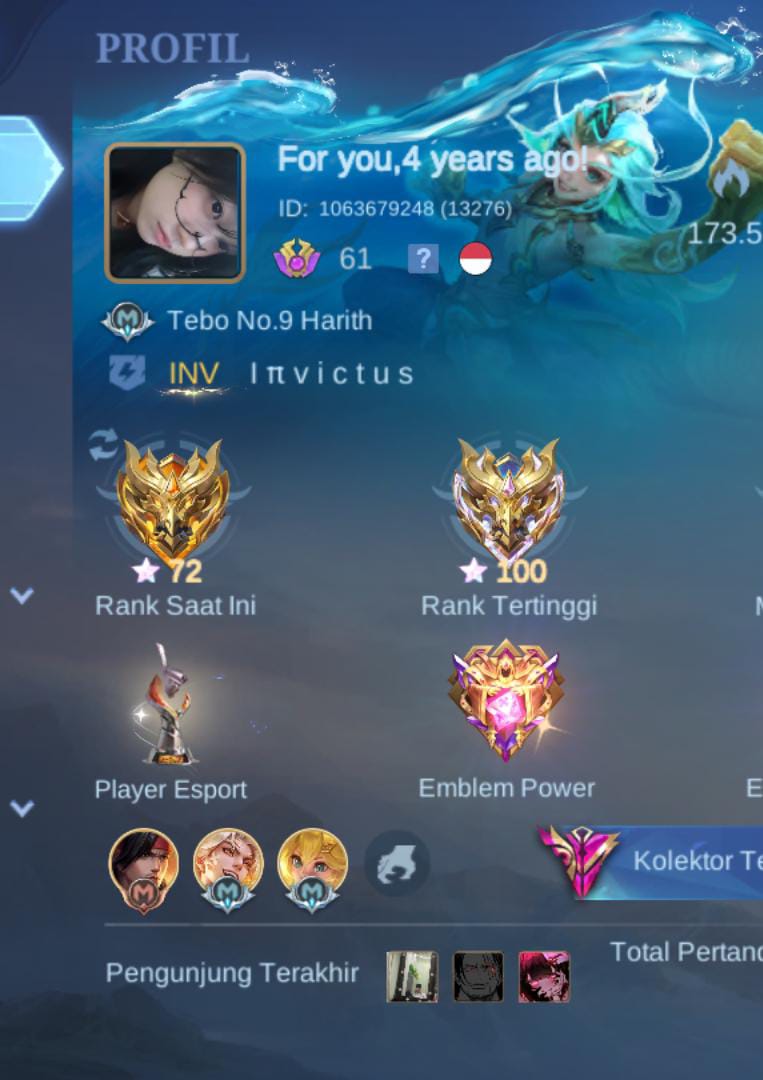 PROFIL
For you,4 years ago!
ID: 1063679248 (13276)
173.5
61
?
Tebo No.9 Harith
INV Iπvictus
72
100
Rank Saat Ini
Rank Tertinggi
Player Esport
Emblem Power
Kolektor Te
Pengunjung Terakhir
Total Pertand